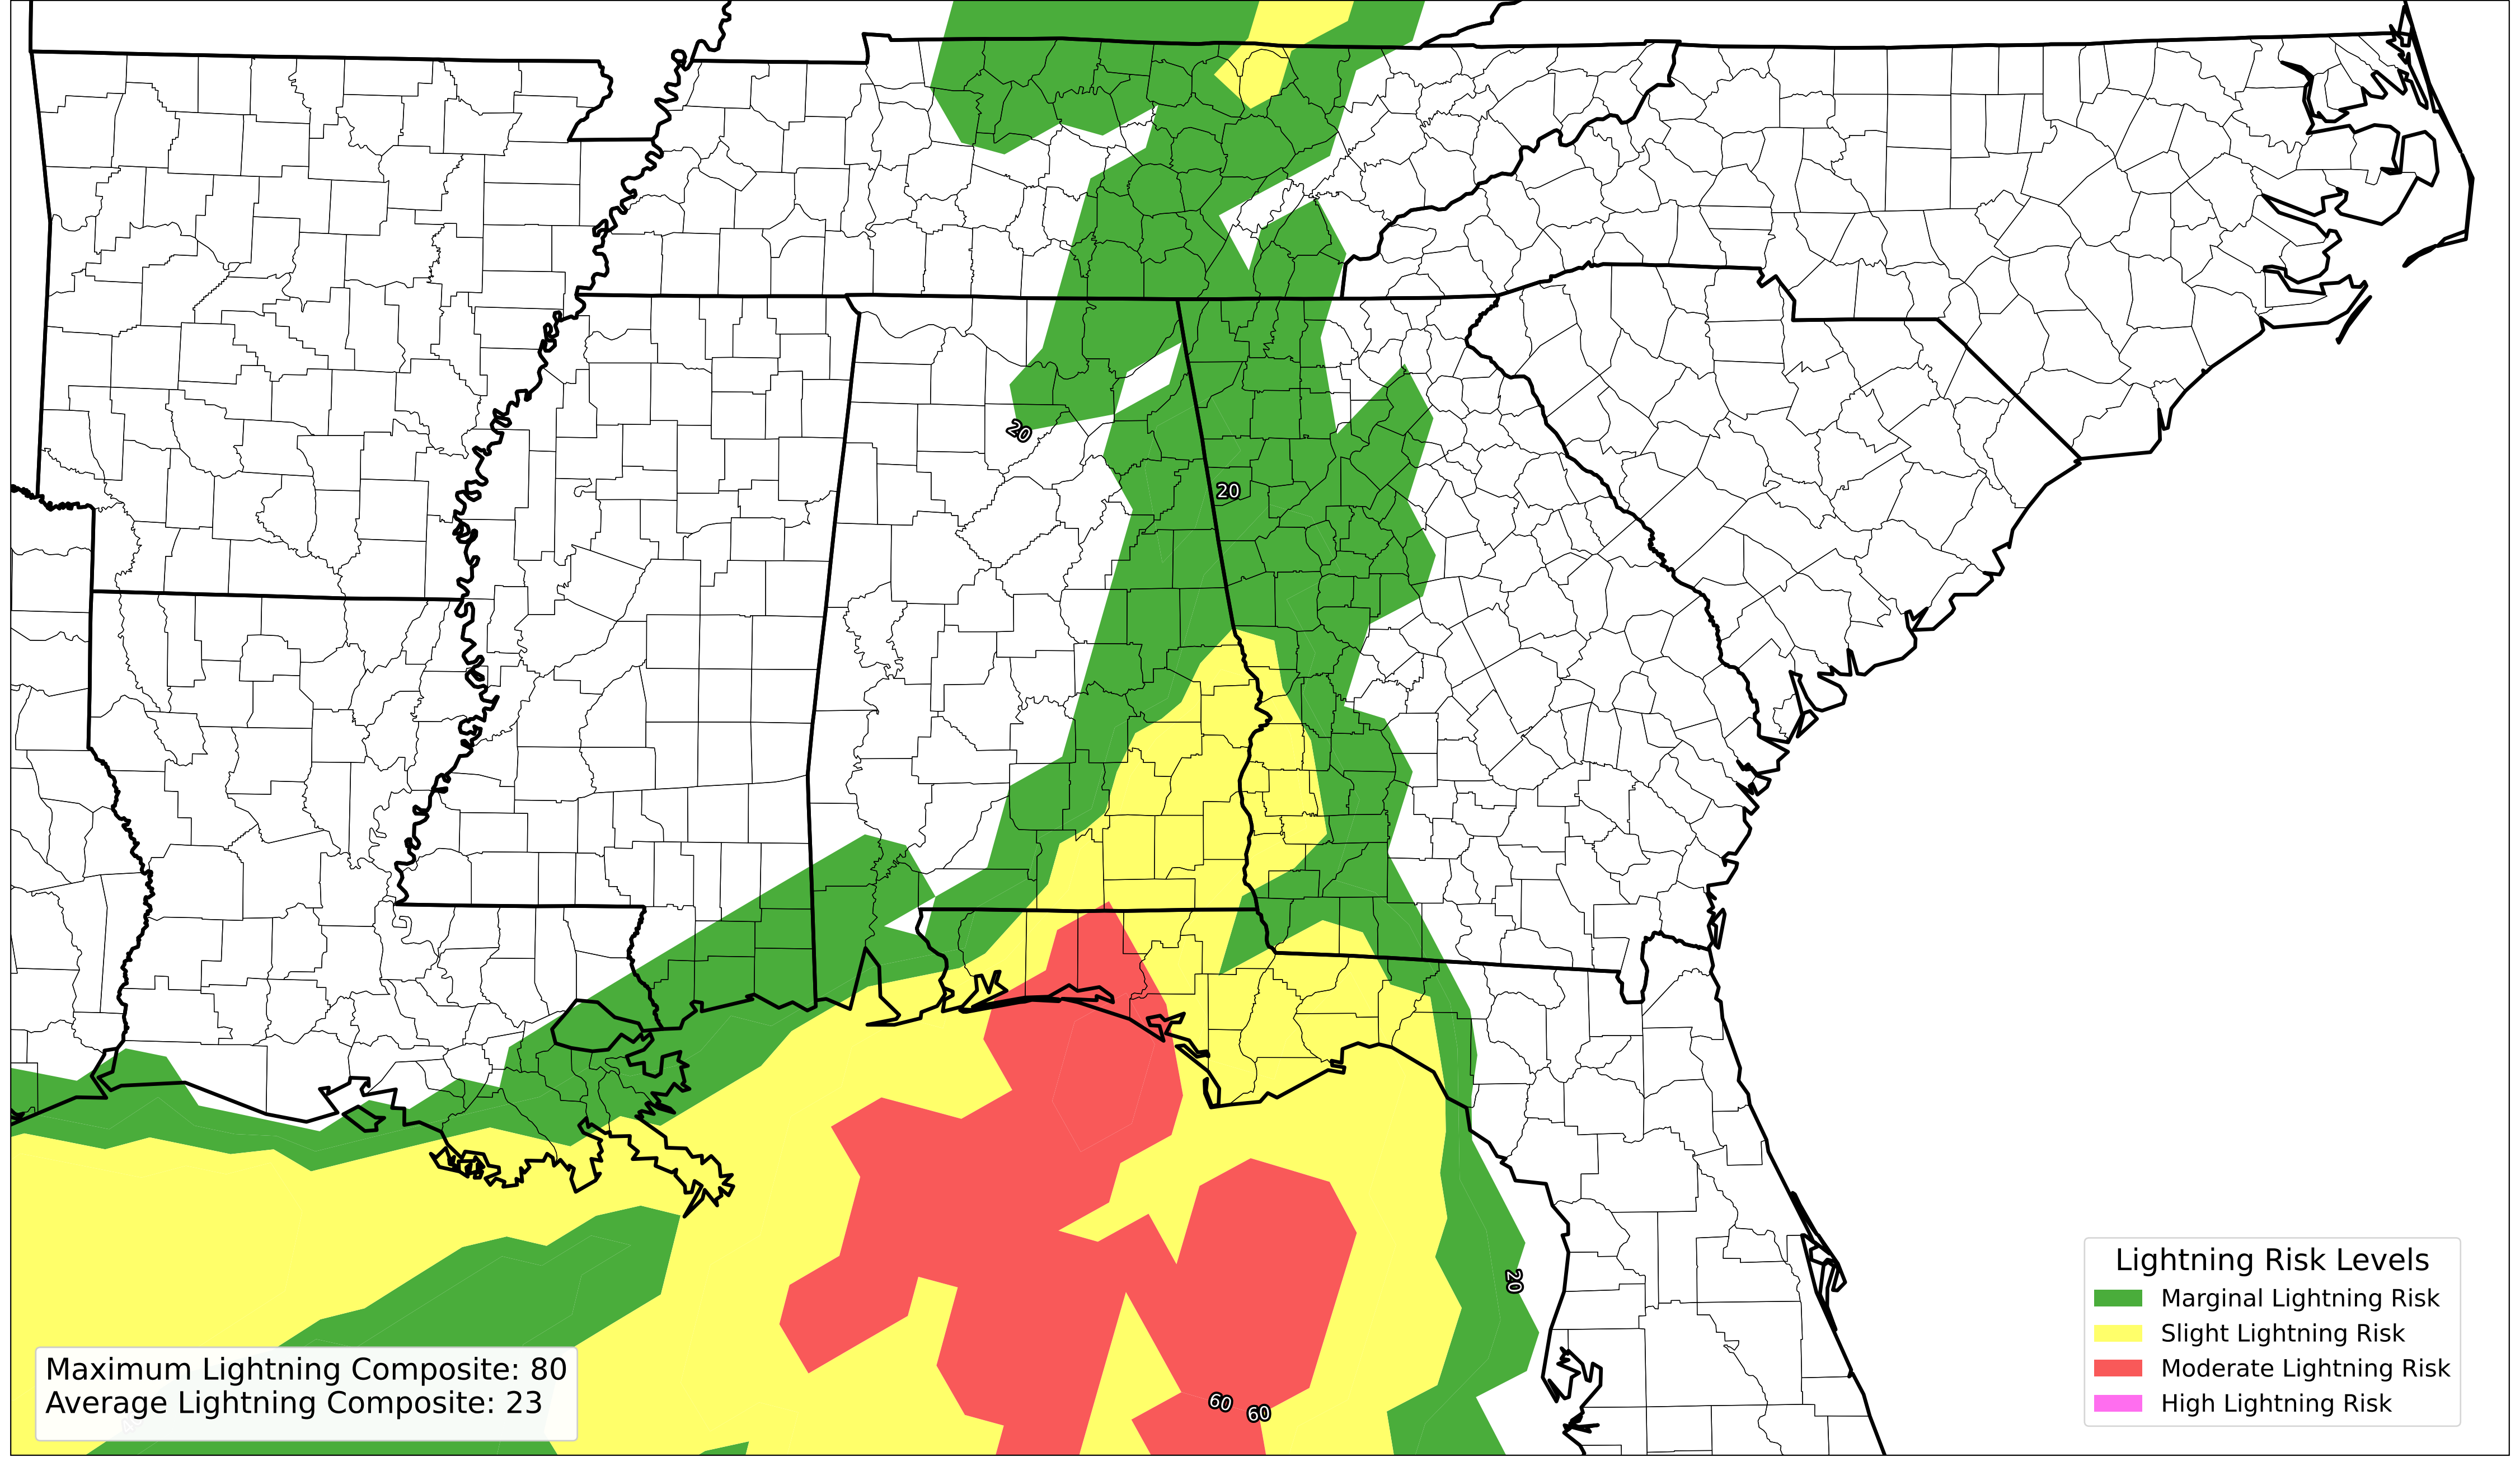 20
20
20
Lightning Risk Levels
Marginal Lightning Risk
Slight Lightning Risk
Moderate Lightning Risk
High Lightning Risk
Maximum Lightning Composite: 80
Average Lightning Composite: 23
60
60